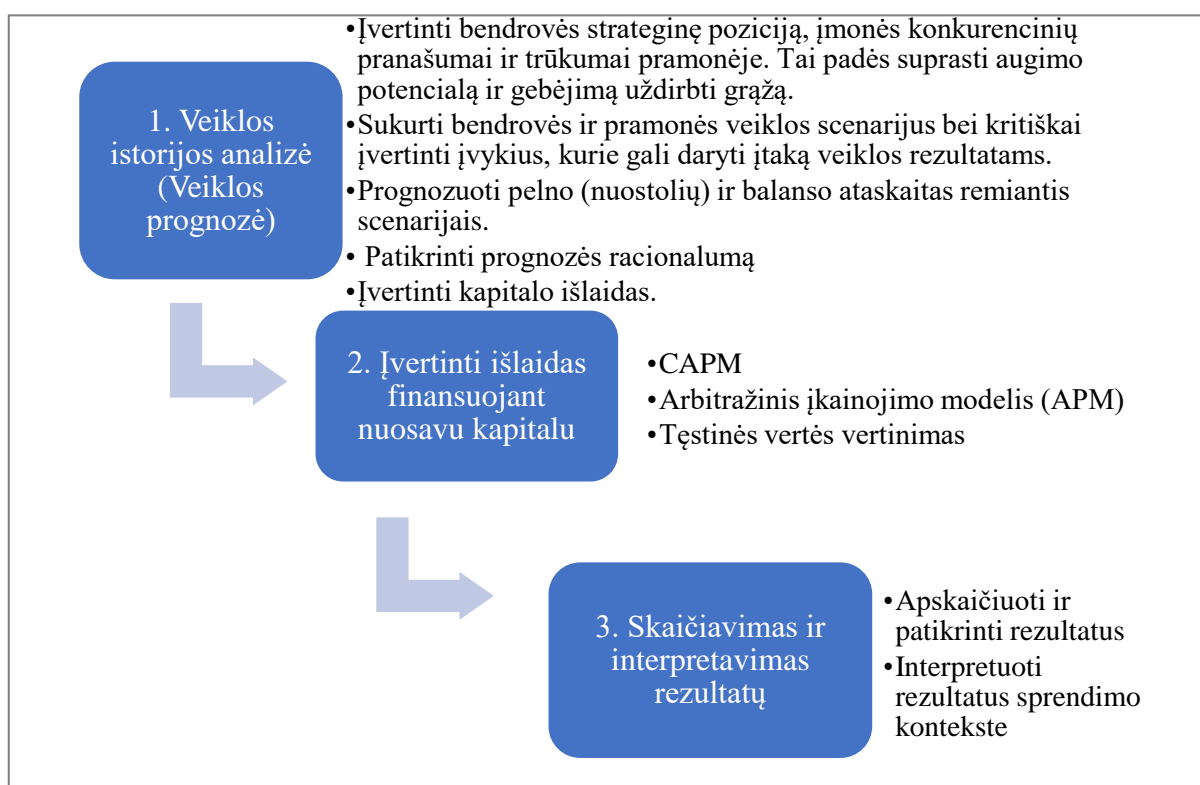 1. Veiklos
istorijos analizė
(Veiklos
prognozė)
•Įvertinti bendrovės strateginę poziciją, įmonės konkurencinių
pranašumai ir trūkumai pramonėje. Tai padės suprasti augimo
potencialą ir gebėjimą uždirbti grąžą.
•Sukurti bendrovės ir pramonės veiklos scenarijus bei kritiškai
įvertinti įvykius, kurie gali daryti įtaką veiklos rezultatams.
•Prognozuoti pelno (nuostolių) ir balanso ataskaitas remiantis
scenarijais.
• Patikrinti prognozės racionalumą
•Įvertinti kapitalo išlaidas.
2. Įvertinti išlaidas
finansuojant
nuosavu kapitalu
•CAPM
•Arbitražinis įkainojimo modelis (APM)
•Tęstinės vertės vertinimas
3. Skaičiavimas ir
interpretavimas
rezultatų
•Apskaičiuoti ir
patikrinti rezultatus
•Interpretuoti
rezultatus sprendimo
kontekste